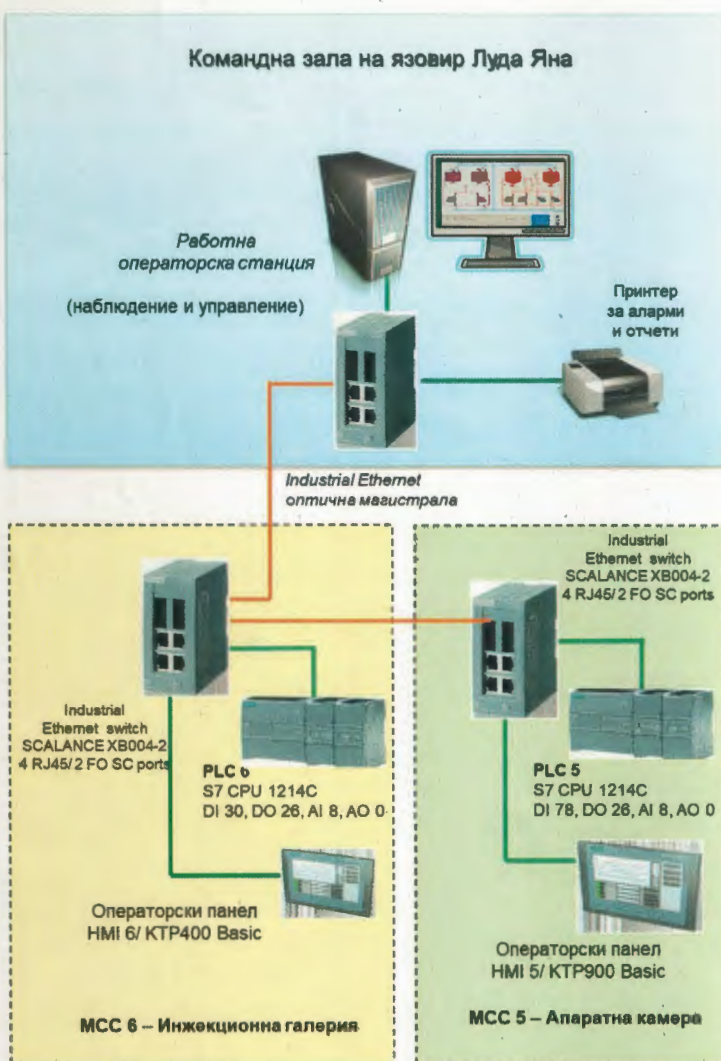 Командна зала на язовир Луда Яна
Работна
операторска станция
(наблюдение и управление)
Принтер
за аларми
и отчети
Industrial Ethernet
оптична магистрала
Industrial
Ethernet switch
SCALANCE XB004-2
4 RJ45/ 2 FO SC ports
PLC 6
S7 CPU 1214C
DI 30, DO 26, AI 8, AO 0
Операторски панел
HMI 6/ KTP400 Basic
МСС 6 – Инжекционна галерия
Industrial
Ethernet switch
SCALANCE XB004-2
4 RJ45/ 2 FO SC ports
PLC 5
S7 CPU 1214C
DI 78, DO 26, AI 8, AO 0
Операторски панел
HMI 5/ KTP900 Basic
МСС 5 – Апаратна камера